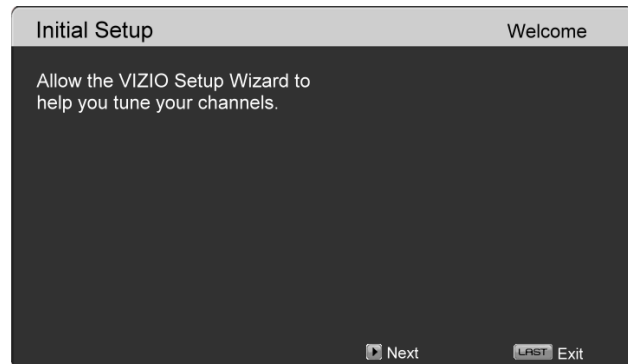 Initial Setup Welcome
Allow the VIZIO Setup Wizard to
help you tune your channels.
Next LAST Exit